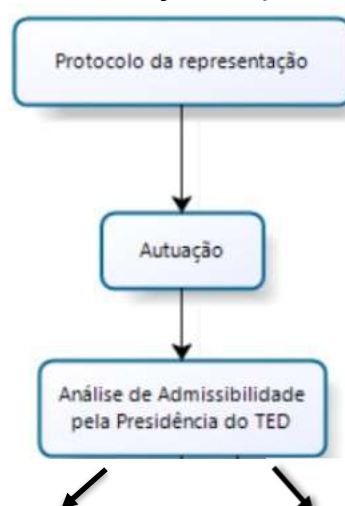 Protocolo da representação
Autuação
Análise de Admissibilidade
pela Presidência do TED